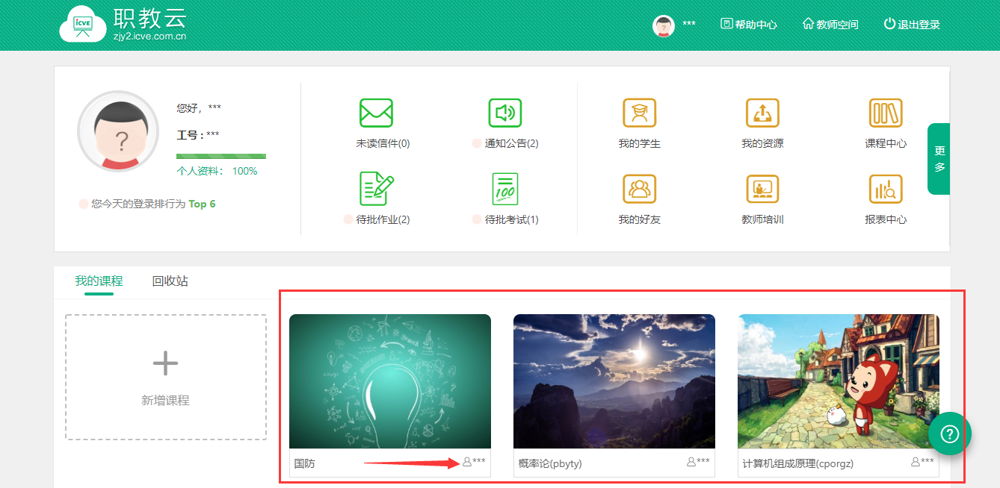 icve
职教云
zjy2.icve.com.cn
***
帮助中心
教师空间
退出登录
您好，***
工号：***
个人资料： 100%
您今天的登录排行为 Top 6
未读信件(0)
通知公告(2)
待批作业(2)
100
待批考试(1)
我的学生
我的资源
课程中心
我的好友
教师培训
报表中心
更多
我的课程
回收站
新增课程
国防
***
概率论(pbyty)
***
计算机组成原理(cporgz)
***